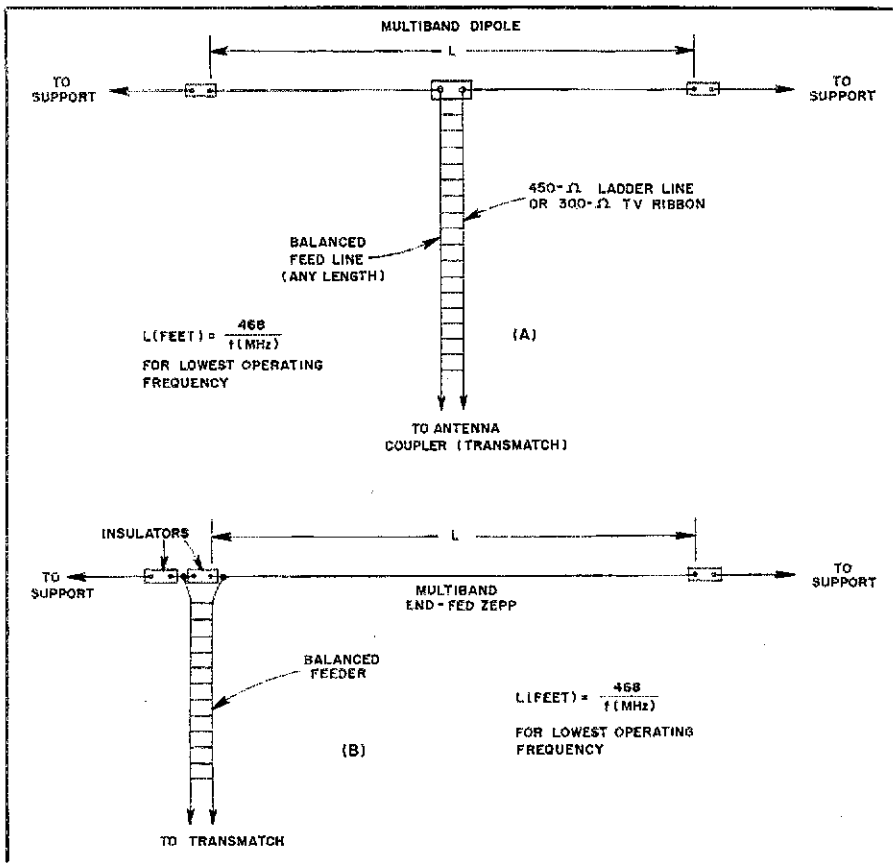 MULTIBAND DIPOLE
L
TO
SUPPORT
TO
SUPPORT
450-Ω LADDER LINE
OR 300-Ω TV RIBBON
BALANCED
FEED LINE
(ANY LENGTH)
L(FEET) = 468
f(MHz)
FOR LOWEST OPERATING
FREQUENCY
(A)
TO ANTENNA
COUPLER (TRANSMATCH)
INSULATORS
L
TO
SUPPORT
TO
SUPPORT
MULTIBAND
END-FED ZEPP
BALANCED
FEEDER
L(FEET) = 468
f(MHz)
FOR LOWEST OPERATING
FREQUENCY
(B)
TO TRANSMATCH